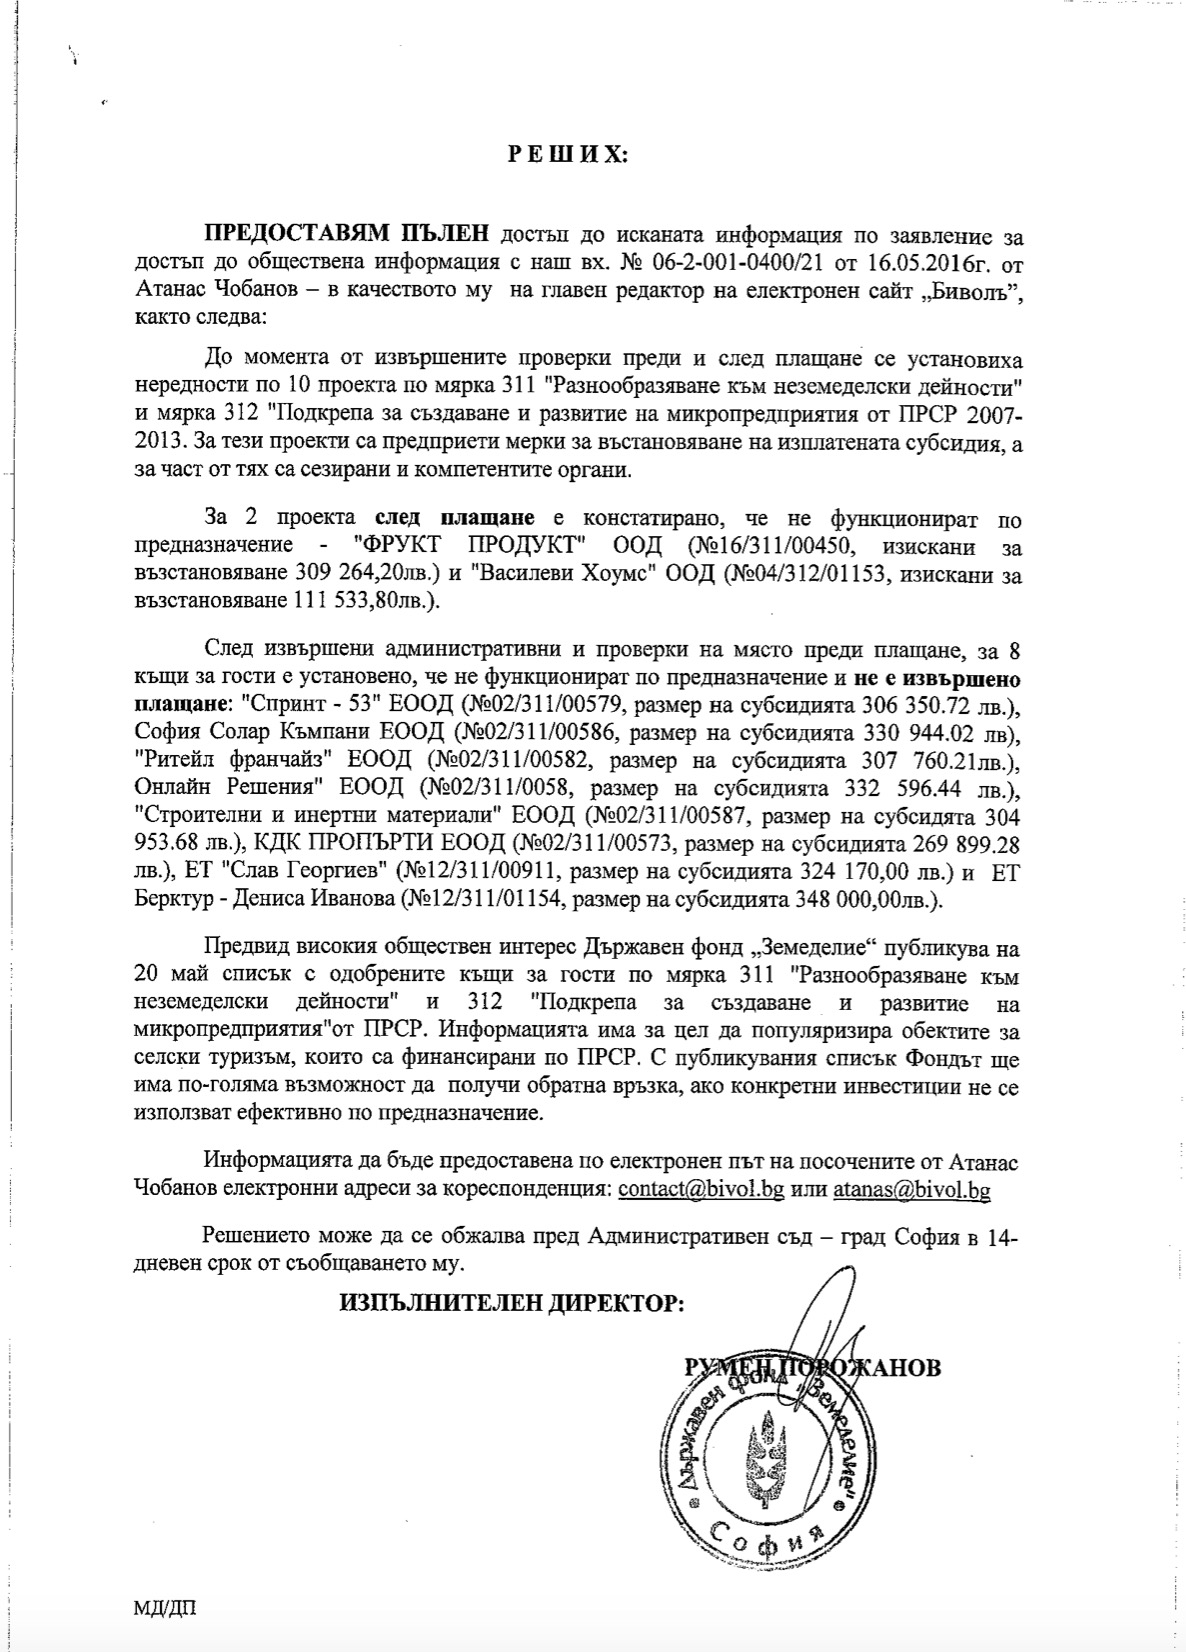 Р Е Ш И Х:
ПРЕДОСТАВЯМ ПЪЛЕН достъп до исканата информация по заявление за
достъп до обществена информация с наш вх. № 06-2-001-0400/21 от 16.05.2016г. от
Атанас Чобанов – в качеството му на главен редактор на електронен сайт „Биволъ”,
както следва:
До момента от извършените проверки преди и след плащане се установиха
нередности по 10 проекта по мярка 311 "Разнообразяване към неземеделски дейности"
и мярка 312 "Подкрепа за създаване и развитие на микропредприятия от ПРСР 2007-
2013. За тези проекти са предприети мерки за въстановяване на изплатената субсидия, а
за част от тях са сезирани и компетентите органи.
За 2 проекта след плащане е констатирано, че не функционират по
предназначение - "ФРУКТ ПРОДУКТ" ООД (№16/311/00450, изискани за
възстановяване 309 264,20лв.) и "Василеви Хоумс" ООД (№04/312/01153, изискани за
възстановяване 111 533,80лв.).
След извършени административни и проверки на място преди плащане, за 8
къщи за гости е установено, че не функционират по предназначение и не е извършено
плащане: "Спринт - 53" ЕООД (№02/311/00579, размер на субсидията 306 350.72 лв.),
София Солар Къмпани ЕООД (№02/311/00586, размер на субсидията 330 944.02 лв),
"Ритейл франчайз" ЕООД (№02/311/00582, размер на субсидията 307 760.21лв.),
Онлайн Решения" ЕООД (№02/311/0058, размер на субсидията 332 596.44 лв.),
"Строителни и инертни материали" ЕООД (№02/311/00587, размер на субсидята 304
953.68 лв.), КДК ПРОПЪРТИ ЕООД (№02/311/00573, размер на субсидията 269 899.28
лв.), ЕТ "Слав Георгиев" (№12/311/00911, размер на субсидията 324 170,00 лв.) и ЕТ
Берктур - Дениса Иванова (№12/311/01154, размер на субсидията 348 000,00лв.).
Предвид високия обществен интерес Държавен фонд „Земеделие“ публикува на
20 май списък с одобрените къщи за гости по мярка 311 "Разнообразяване към
неземеделски дейности" и 312 "Подкрепа за създаване и развитие на
микропредприятия"от ПРСР. Информацията има за цел да популяризира обектите за
селски туризъм, които са финансирани по ПРСР. С публикувания списък Фондът ще
има по-голяма възможност да получи обратна връзка, ако конкретни инвестиции не се
използват ефективно по предназначение.
Информацията да бъде предоставена по електронен път на посочените от Атанас
Чобанов електронни адреси за кореспонденция: contact@bivol.bg или atanas@bivol.bg
Решението може да се обжалва пред Административен съд – град София в 14-
дневен срок от съобщаването му.
ИЗПЪЛНИТЕЛЕН ДИРЕКТОР:
РУМЕН ПОРОЖАНОВ
Държавен фонд „Земеделие“
София
МД/ДП